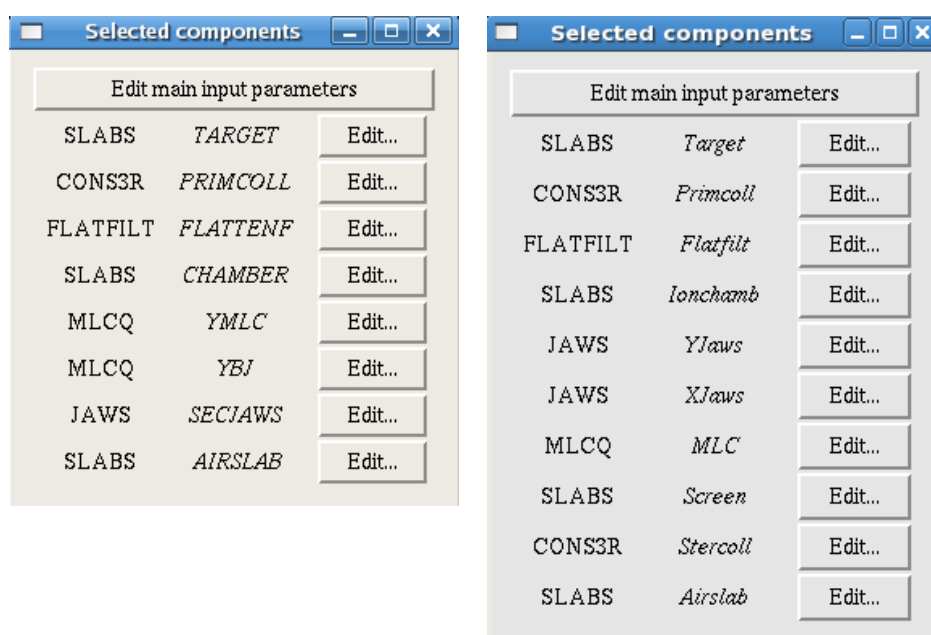 Selected components
Edit main input parameters
SLABS TARGET Edit...
CONS3R PRIMCOLL Edit...
FLATFILT FLATTENF Edit...
SLABS CHAMBER Edit...
MLCQ YMLC Edit...
MLCQ YBJ Edit...
JAWS SECJAWS Edit...
SLABS AIRSLAB Edit...
Selected components
Edit main input parameters
SLABS Target Edit...
CONS3R Primcoll Edit...
FLATFILT Flatfilt Edit...
SLABS Ionchamb Edit...
JAWS YJaws Edit...
JAWS XJaws Edit...
MLCQ MLC Edit...
SLABS Screen Edit...
CONS3R Stercoll Edit...
SLABS Airslab Edit...